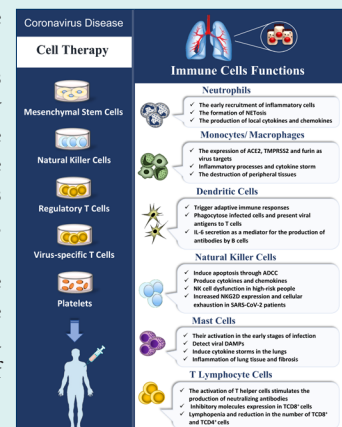 Coronavirus Disease
Cell Therapy
Mesenchymal Stem Cells
Natural Killer Cells
Regulatory T Cells
Virus-specific T Cells
Platelets
Immune Cells Functions
Neutrophils
✓ The early recruitment of inflammatory cells
✓ The formation of NETosis
✓ The production of local cytokines and chemokines
Monocytes/ Macrophages
✓ The expression of ACE2, TMPRSS2 and furin as
virus targets
✓ Inflammatory processes and cytokine storm
✓ The destruction of peripheral tissues
Dendritic Cells
✓ Trigger adaptive immune responses
✓ Phagocytose infected cells and present viral
antigens to T cells
✓ IL-6 secretion as a mediator for the production of
antibodies by B cells
Natural Killer Cells
✓ Induce apoptosis through ADCC
✓ Produce cytokines and chemokines
✓ NK cell dysfunction in high-risk people
✓ Increased NKG2D expression and cellular
exhaustion in SARS-CoV-2 patients
Mast Cells
✓ Their activation in the early stages of infection
✓ Detect viral DAMPs
✓ Induce cytokine storms in the lungs
✓ Inflammation of lung tissue and fibrosis
T Lymphocyte Cells
✓ The activation of T helper cells stimulates the
production of neutralizing antibodies
✓ Inhibitory molecules expression in TCD8⁺
✓ Lymphopenia and reduction in the number of TCD8⁺
and TCD4⁺ cells